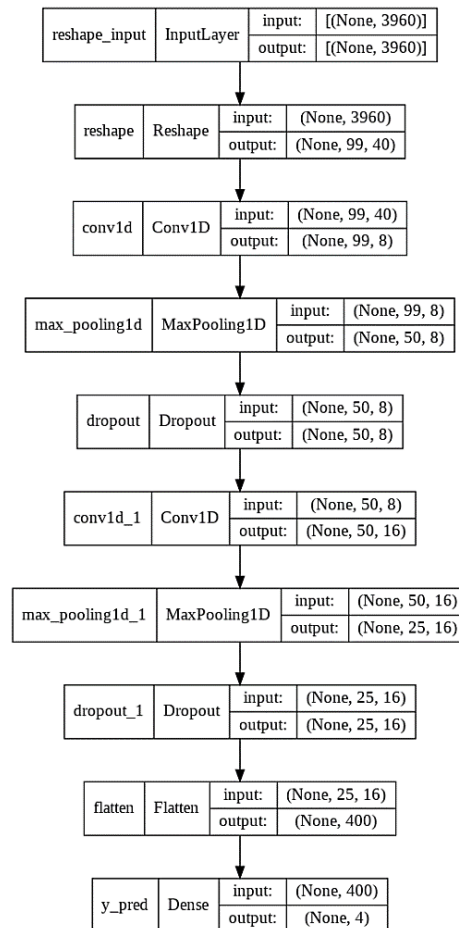 reshape_input InputLayer input: [(None, 3960)]
output: [(None, 3960)]
reshape Reshape input: (None, 3960)
output: (None, 99, 40)
conv1d Conv1D input: (None, 99, 40)
output: (None, 99, 8)
max_pooling1d MaxPooling1D input: (None, 99, 8)
output: (None, 50, 8)
dropout Dropout input: (None, 50, 8)
output: (None, 50, 8)
conv1d_1 Conv1D input: (None, 50, 8)
output: (None, 50, 16)
max_pooling1d_1 MaxPooling1D input: (None, 50, 16)
output: (None, 25, 16)
dropout_1 Dropout input: (None, 25, 16)
output: (None, 25, 16)
flatten Flatten input: (None, 25, 16)
output: (None, 400)
y_pred Dense input: (None, 400)
output: (None, 4)